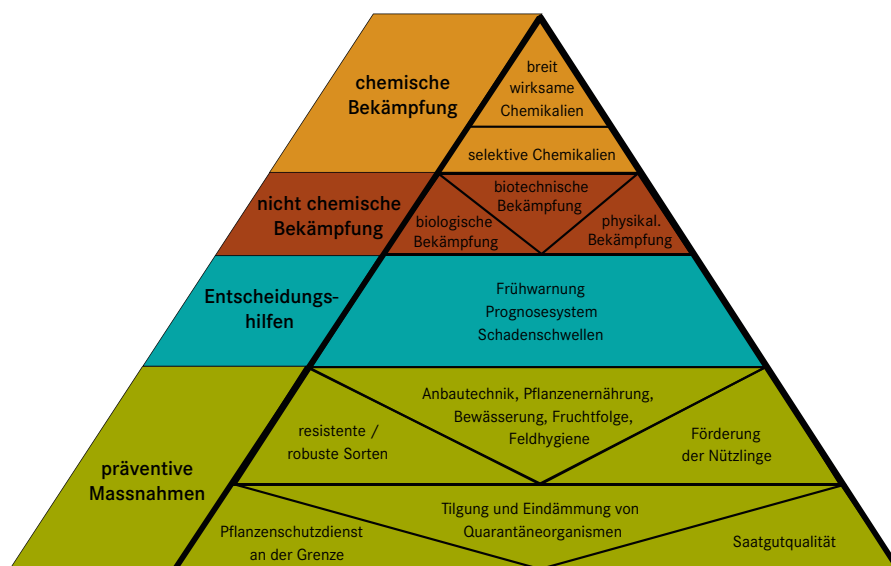 chemische
Bekämpfung
breit
wirksame
Chemikalien
selektive Chemikalien
nicht chemische
Bekämpfung
biologische
Bekämpfung
biotechnische
Bekämpfung
physikal.
Bekämpfung
Entscheidungs-
hilfen
Frühwarnung
Prognosesystem
Schadenschwellen
präventive
Massnahmen
resistente /
robuste Sorten
Anbautechnik, Pflanzenernährung,
Bewässerung, Fruchtfolge,
Feldhygiene
Förderung
der Nützlinge
Pflanzenschutzdienst
an der Grenze
Tilgung und Eindämmung von
Quarantäneorganismen
Saatgutqualität